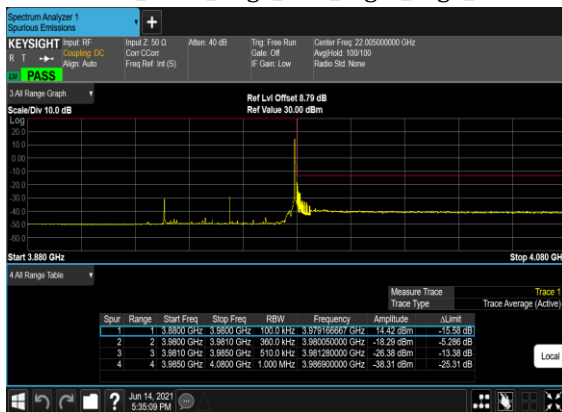 Spectrum Analyzer 1
Spurious Emissions
+
KEYSIGHT Input: RF Input Z: 50 Ω Atten: 40 dB Trig: Free Run Center Freq: 22.005000000 GHz
R T Coupling: DC Corr CCorr Gate: Off Avg|Hold: 100/100
Align: Auto Freq Ref: Int (S) IF Gain: Low Radio Std: None
PASS
3 All Range Graph
Ref Lvl Offset 8.79 dB
Scale/Div 10.0 dB Ref Value 30.00 dBm
Log
20.0
10.0
0.00
-10.0
-20.0
-30.0
-40.0
-50.0
-60.0
Start 3.880 GHz Stop 4.080 GH
4 All Range Table
Measure Trace Trace 1
Trace Type Trace Average (Active)
Spur Range Start Freq Stop Freq RBW Frequency Amplitude ΔLimit
1 1 3.8800 GHz 3.9800 GHz 100.0 kHz 3.979166667 GHz 14.42 dBm -15.58 dB
2 2 3.9800 GHz 3.9810 GHz 360.0 kHz 3.980050000 GHz -18.29 dBm -5.286 dB
3 3 3.9810 GHz 3.9850 GHz 510.0 kHz 3.981280000 GHz -26.38 dBm -13.38 dB
4 4 3.9850 GHz 4.0800 GHz 1.000 MHz 3.986900000 GHz -38.31 dBm -25.31 dB
Local
? Jun 14, 2021
5:35:09 PM